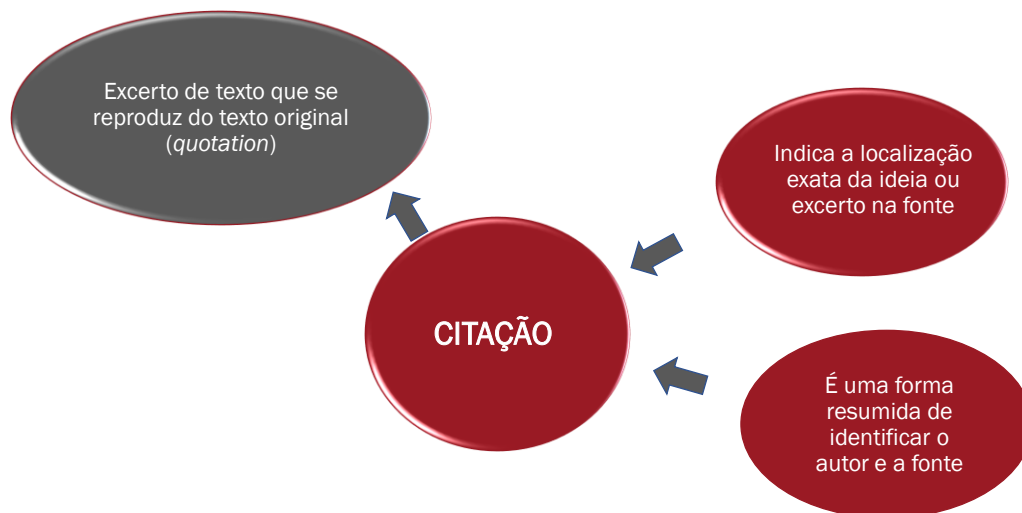 Excerto de texto que se
reproduz do texto original
(quotation)
Indica a localização
exata da ideia ou
excerto na fonte
CITAÇÃO
É uma forma
resumida de
identificar o
autor e a fonte